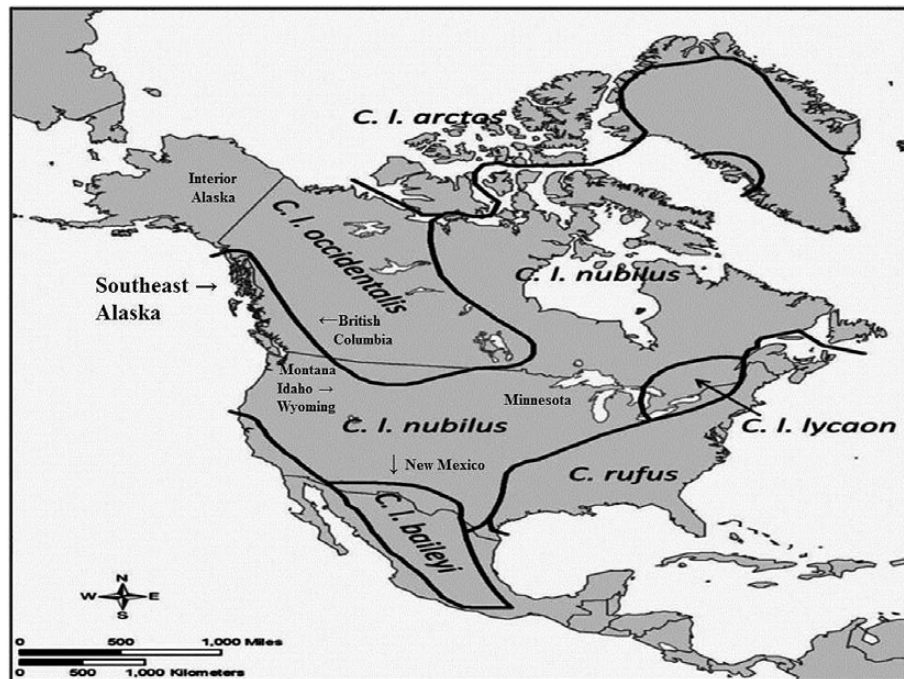 C. l. arctos
Interior
Alaska
C. l. occidentalis
C. l. nubilus
Southeast →
Alaska
←British
Columbia
Montana
Idaho →
Wyoming
Minnesota
C. l. nubilus
C. l. lycaon
↓ New Mexico
C. rufus
C. l. baileyi
N
W E
S
0 500 1,000 Miles
0 500 1,000 Kilometers